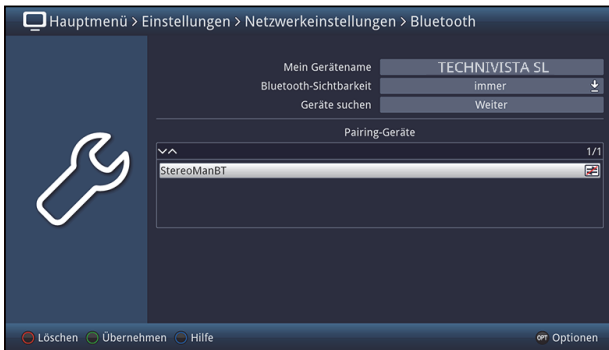 Hauptmenü > Einstellungen > Netzwerkeinstellungen > Bluetooth
Mein Gerätename TECHNIVISTA SL
Bluetooth-Sichtbarkeit immer
Geräte suchen Weiter
Pairing-Geräte
1/1
StereoManBT
Löschen Übernehmen Hilfe OPT Optionen